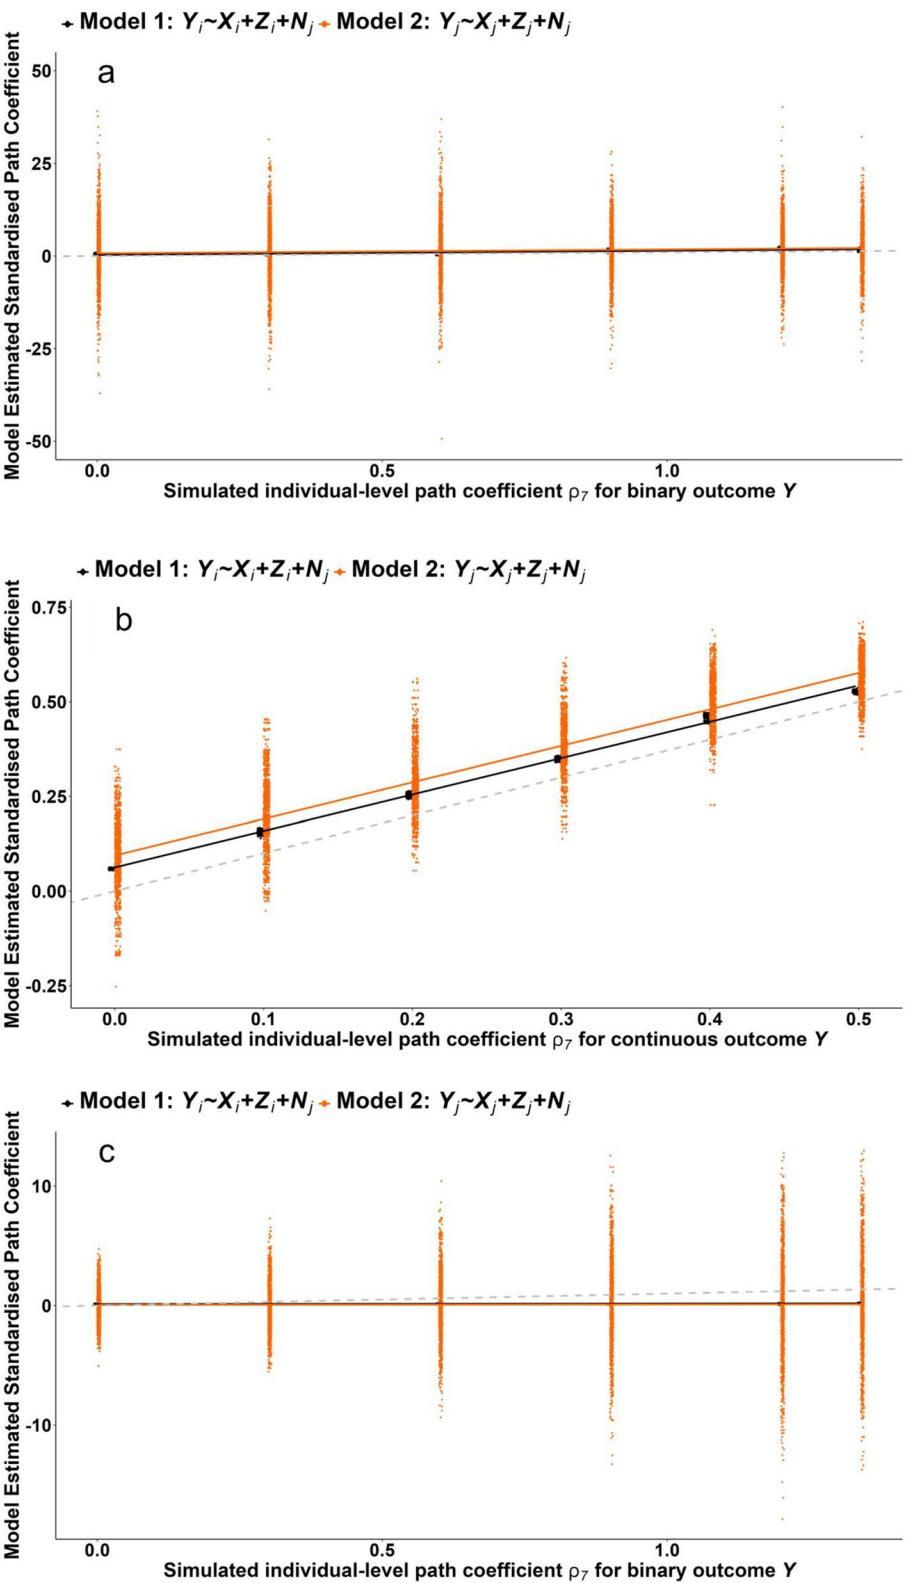 Model 1: Yi~Xi+Zi+Nj Model 2: Yj~Xj+Zj+Nj
a
Model Estimated Standardised Path Coefficient
50
25
0
-25
-50
0.0 0.5 1.0
Simulated individual-level path coefficient ρ7 for binary outcome Y
Model 1: Yi~Xi+Zi+Nj Model 2: Yj~Xj+Zj+Nj
b
Model Estimated Standardised Path Coefficient
0.75
0.50
0.25
0.00
-0.25
0.0 0.1 0.2 0.3 0.4 0.5
Simulated individual-level path coefficient ρ7 for continuous outcome Y
Model 1: Yi~Xi+Zi+Nj Model 2: Yj~Xj+Zj+Nj
c
Model Estimated Standardised Path Coefficient
10
0
-10
0.0 0.5 1.0
Simulated individual-level path coefficient ρ7 for binary outcome Y